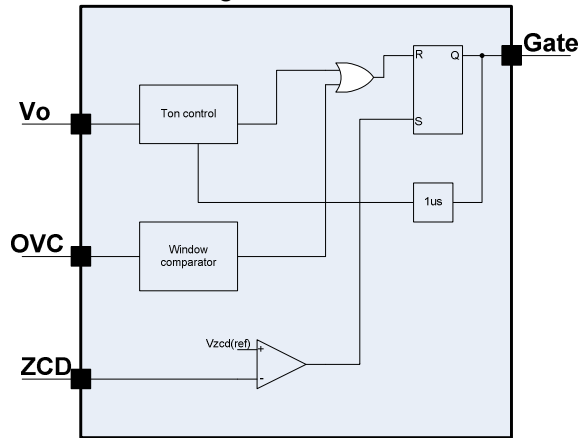 Gate
R Q
Vo
Ton control
S
1us
OVC
Window
comparator
Vzcd(ref)
+
ZCD
-